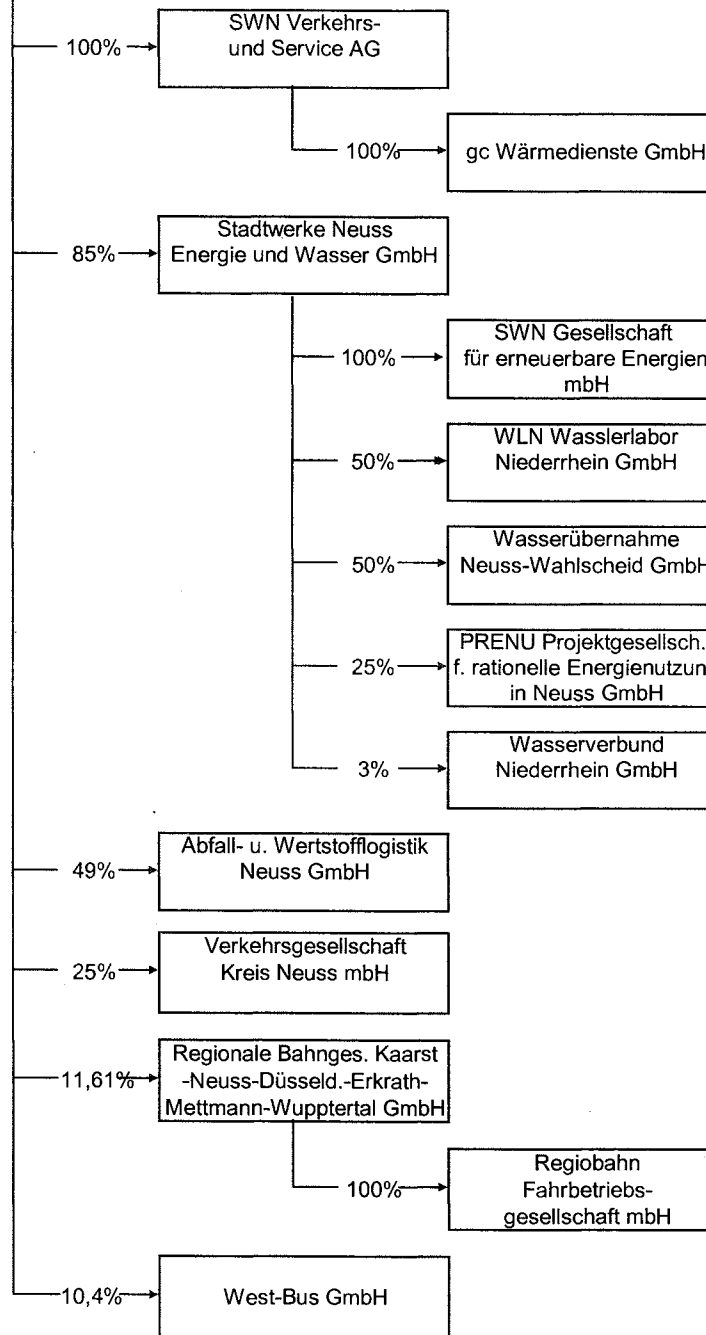 SWN Verkehrs-
und Service AG
100%
100%
gc Wärmedienste GmbH
Stadtwerke Neuss
Energie und Wasser GmbH
85%
SWN Gesellschaft
für erneuerbare Energien
mbH
100%
WLN Wasslerlabor
Niederrhein GmbH
50%
Wasserübernahme
Neuss-Wahlscheid GmbH
50%
PRENU Projektgesellsch.
f. rationelle Energienutzun
in Neuss GmbH
25%
Wasserverbund
Niederrhein GmbH
3%
Abfall- u. Wertstofflogistik
Neuss GmbH
49%
Verkehrsgesellschaft
Kreis Neuss mbH
25%
Regionale Bahnges. Kaarst
-Neuss-Düsseld.-Erkrath-
Mettmann-Wupptertal GmbH
11,61%
Regiobahn
Fahrbetriebs-
gesellschaft mbH
100%
10,4%
West-Bus GmbH